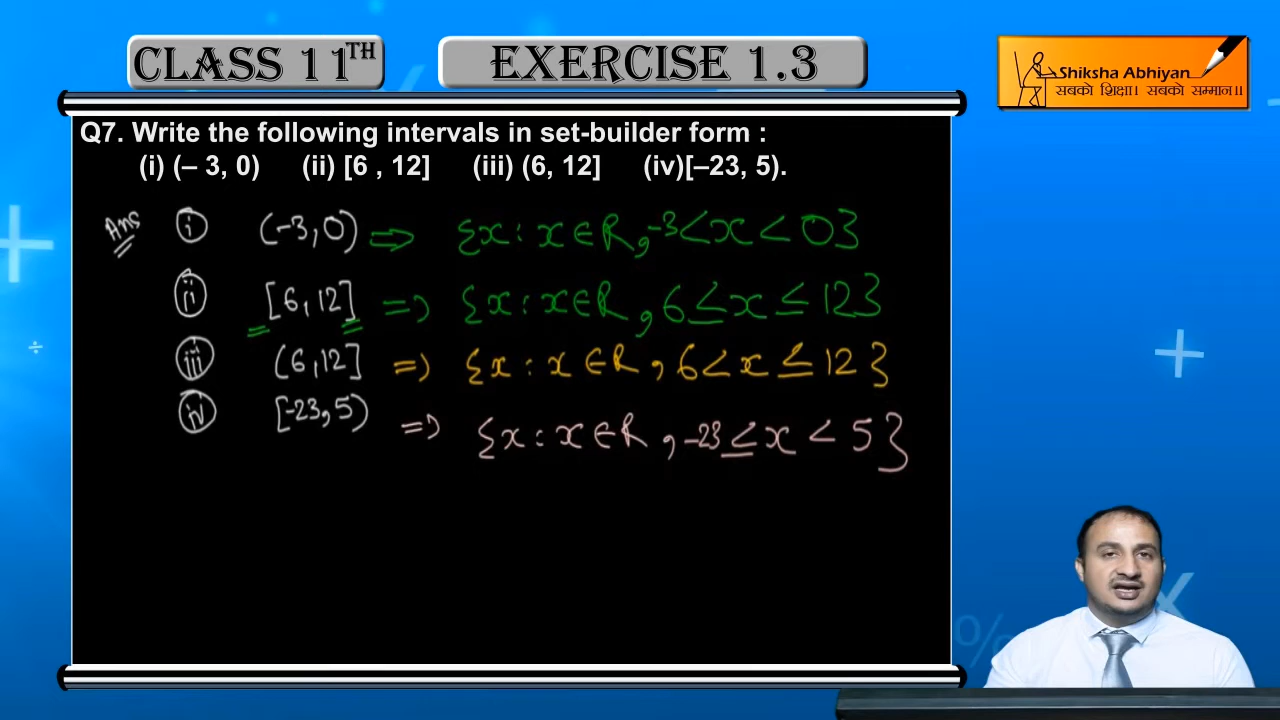 CLASS 11TH
EXERCISE 1.3
Shiksha Abhiyan
सबको शिक्षा। सबको सम्मान।।
Q7. Write the following intervals in set-builder form :
(i) (– 3, 0) (ii) [6 , 12] (iii) (6, 12] (iv)[–23, 5).
Ans (i) (-3,0) => {x : x∈R, -3<x<0}
(ii) [6,12] => {x : x∈R, 6≤x≤12}
(iii) (6,12] => {x : x∈R, 6<x≤12}
(iv) [-23,5) => {x : x∈R, -23≤x<5}